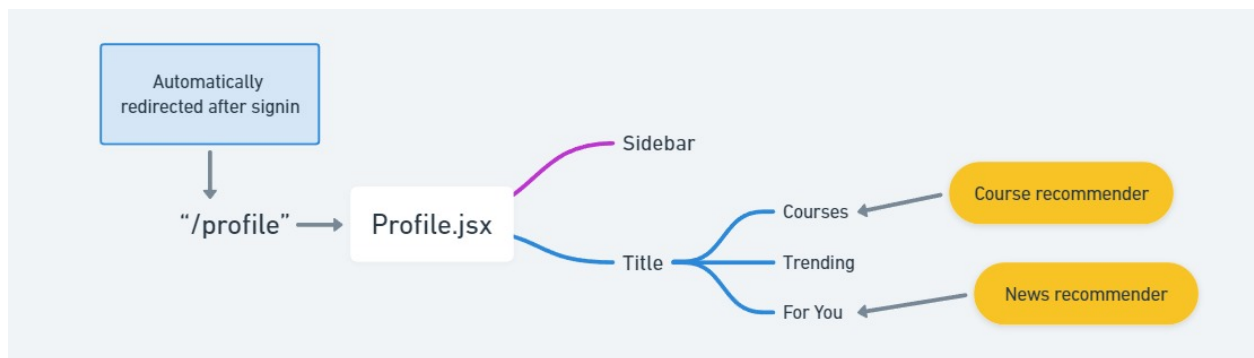 Automatically
redirected after signin
“/profile”
Profile.jsx
Sidebar
Title
Courses
Trending
For You
Course recommender
News recommender